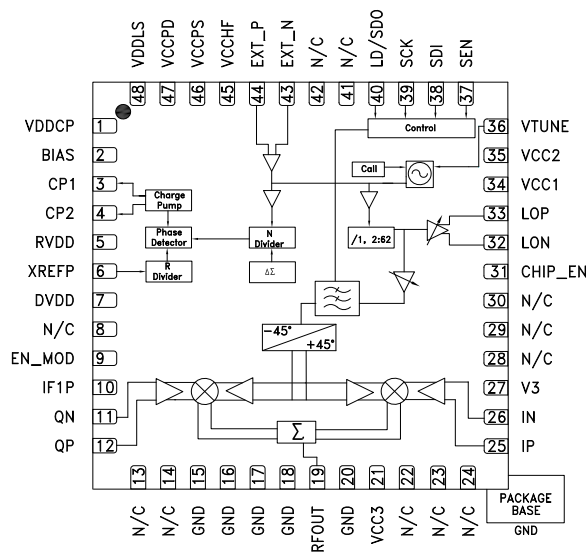 VDDLS
VCCPD
VCCPS
VCCHF
EXT_P
EXT_N
N/C
N/C
LD/SDO
SCK
SDI
SEN
48
47
46
45
44
43
42
41
40
39
38
37
VDDCP 1
BIAS 2
CP1 3
CP2 4
RVDD 5
XREFP 6
DVDD 7
N/C 8
EN_MOD 9
IF1P 10
QN 11
QP 12
Control
Call
Charge
Pump
Phase
Detector
R
Divider
N
Divider
ΔΣ
/1, 2:62
-45°
+45°
Σ
36 VTUNE
35 VCC2
34 VCC1
33 LOP
32 LON
31 CHIP_EN
30 N/C
29 N/C
28 N/C
27 V3
26 IN
25 IP
13
14
15
16
17
18
19
20
21
22
23
24
N/C
N/C
GND
GND
GND
GND
RFOUT
GND
VCC3
N/C
N/C
N/C
PACKAGE
BASE
GND